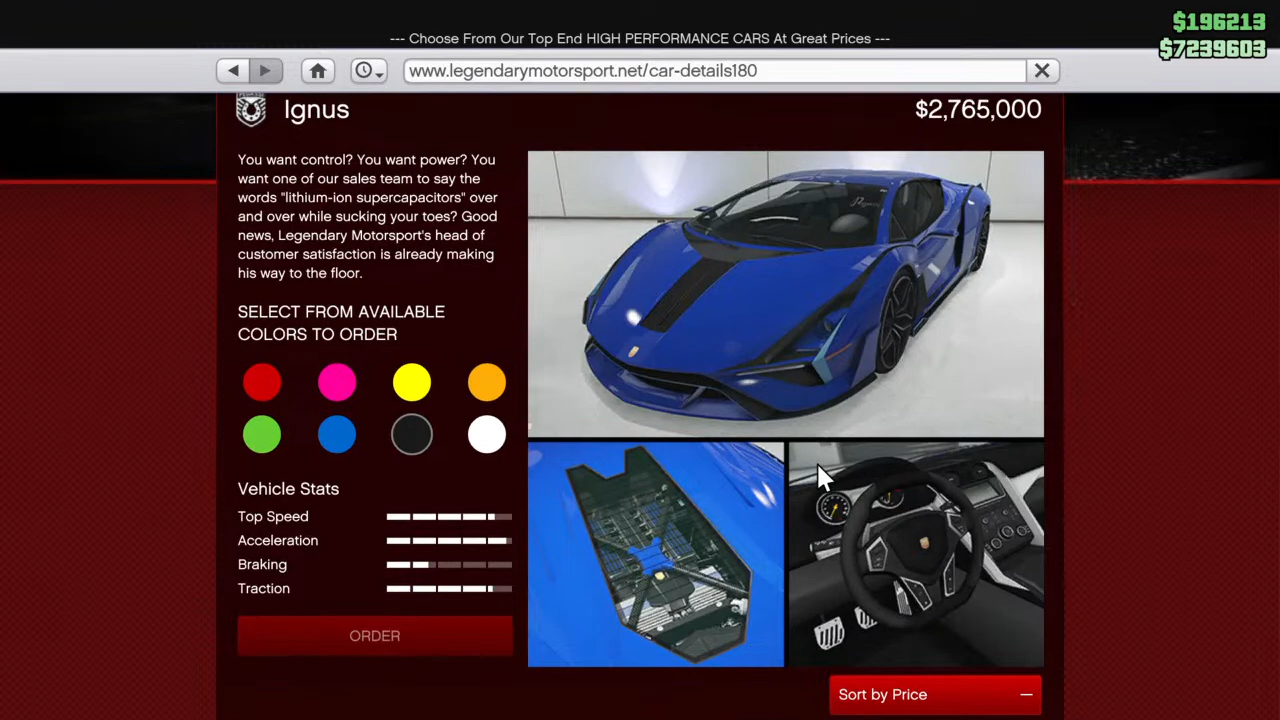 $196213
$7239603
--- Choose From Our Top End HIGH PERFORMANCE CARS At Great Prices ---
www.legendarymotorsport.net/car-details180
Ignus
$2,765,000
You want control? You want power? You
want one of our sales team to say the
words "lithium-ion supercapacitors" over
and over while sucking your toes? Good
news, Legendary Motorsport's head of
customer satisfaction is already making
his way to the floor.
SELECT FROM AVAILABLE
COLORS TO ORDER
Vehicle Stats
Top Speed
Acceleration
Braking
Traction
ORDER
Sort by Price